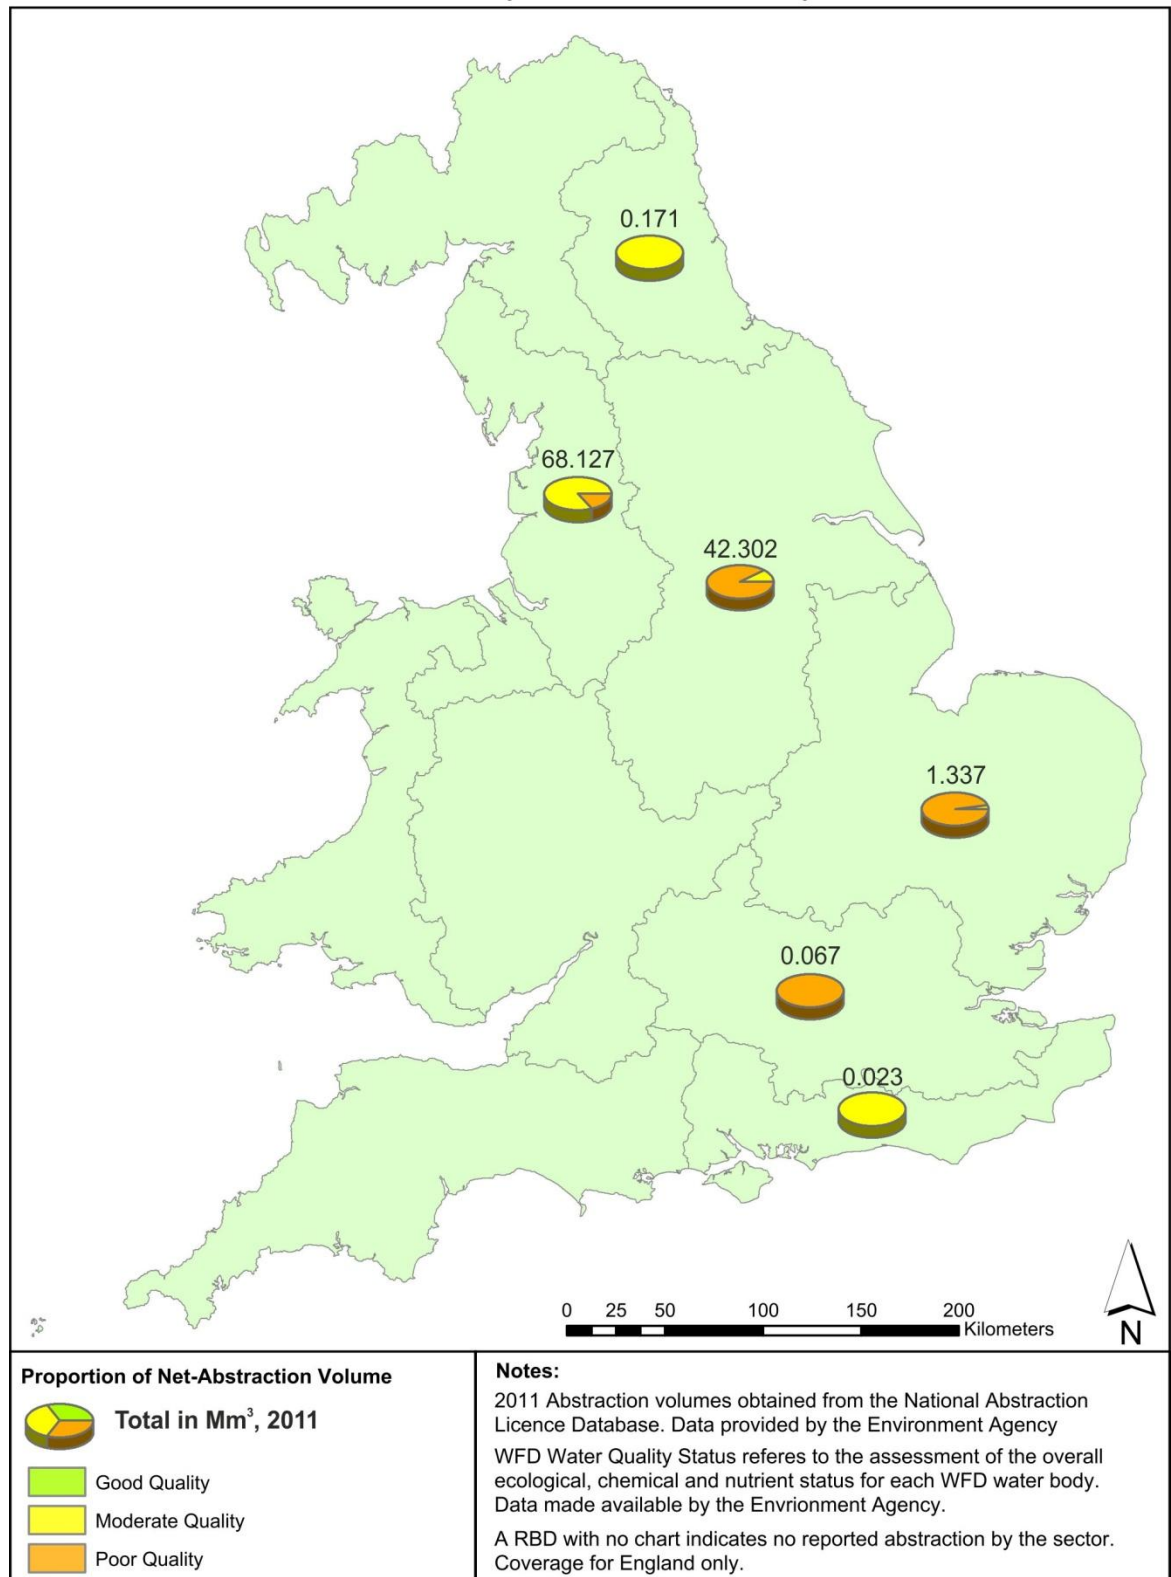 0.171
68.127
42.302
1.337
0.067
0.023
0 25 50 100 150 200
Kilometers
N
Proportion of Net-Abstraction Volume
Total in Mm³, 2011
Good Quality
Moderate Quality
Poor Quality
Notes:
2011 Abstraction volumes obtained from the National Abstraction
Licence Database. Data provided by the Environment Agency
WFD Water Quality Status referes to the assessment of the overall
ecological, chemical and nutrient status for each WFD water body.
Data made available by the Envrionment Agency.
A RBD with no chart indicates no reported abstraction by the sector.
Coverage for England only.